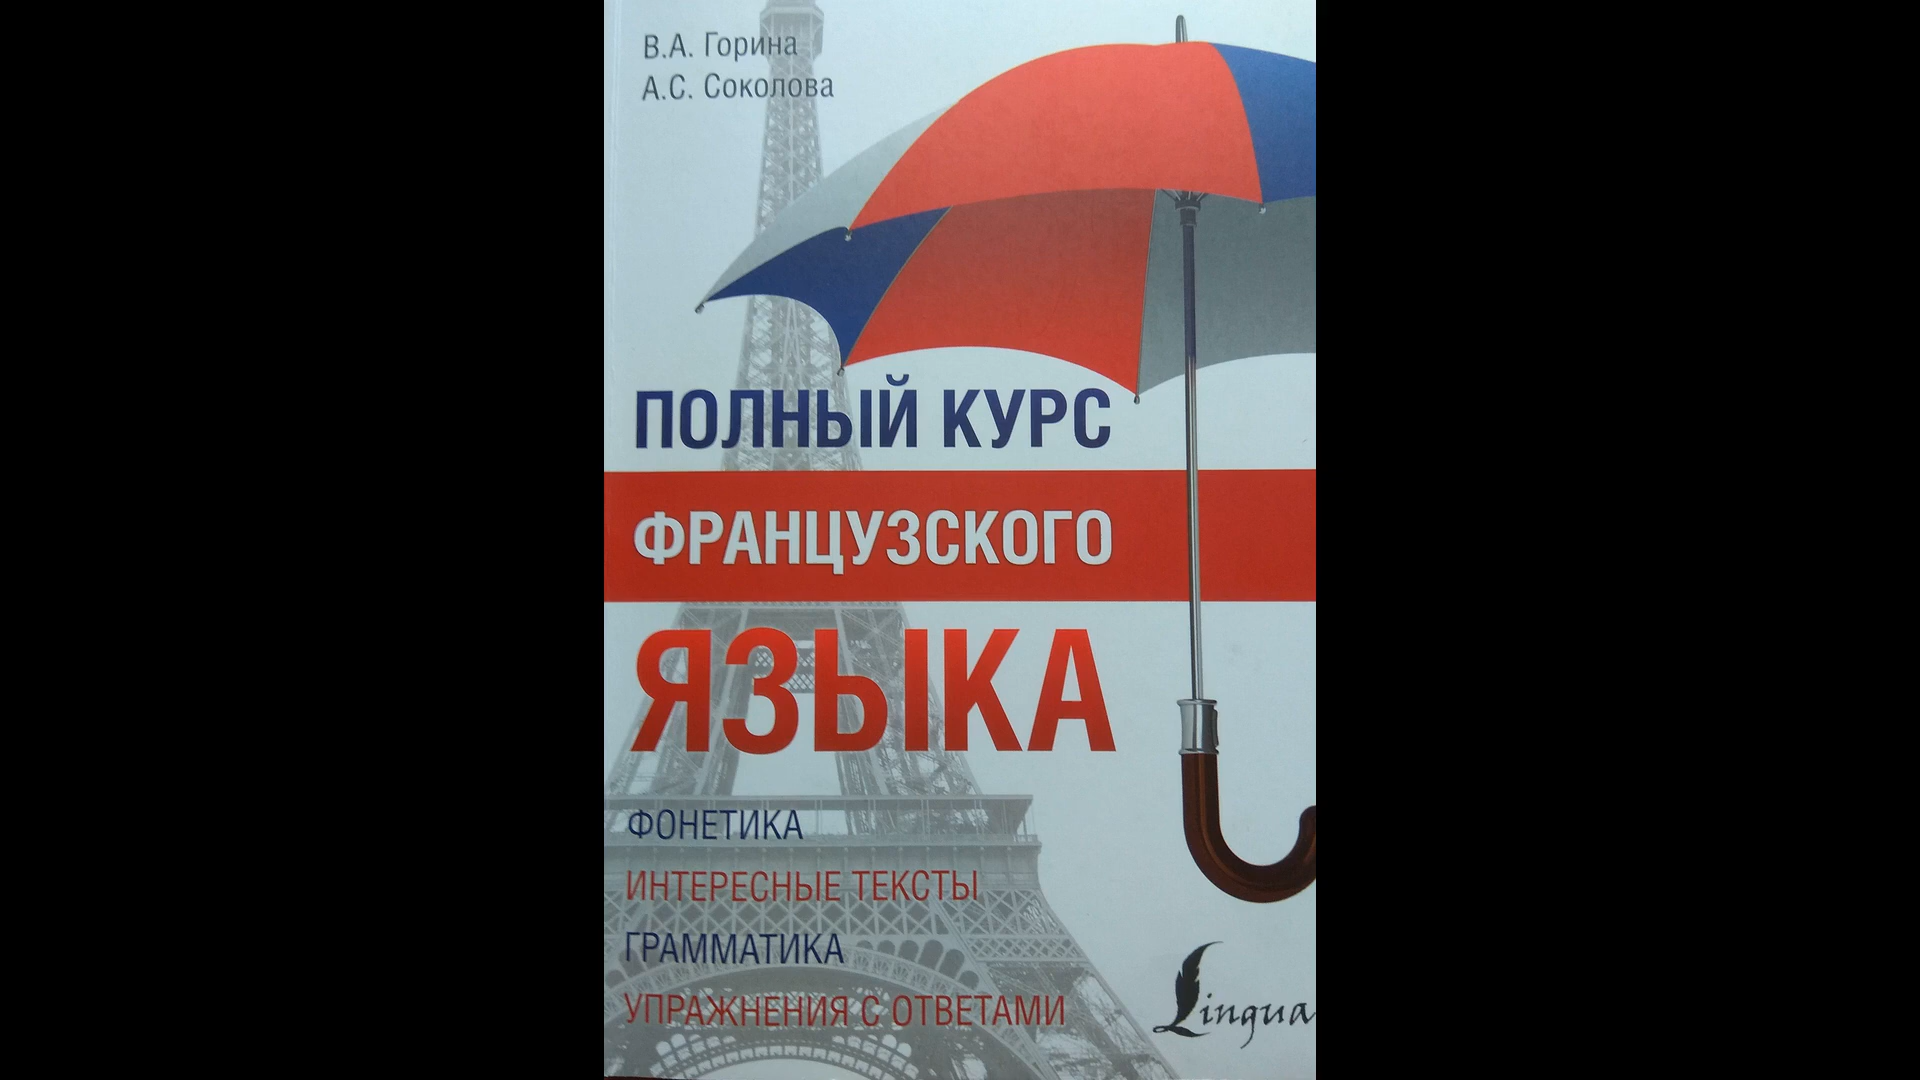 В.А. Горина
А.С. Соколова
ПОЛНЫЙ КУРС
ФРАНЦУЗСКОГО
ЯЗЫКА
ФОНЕТИКА
ИНТЕРЕСНЫЕ ТЕКСТЫ
ГРАММАТИКА
УПРАЖНЕНИЯ С ОТВЕТАМИ
Lingua